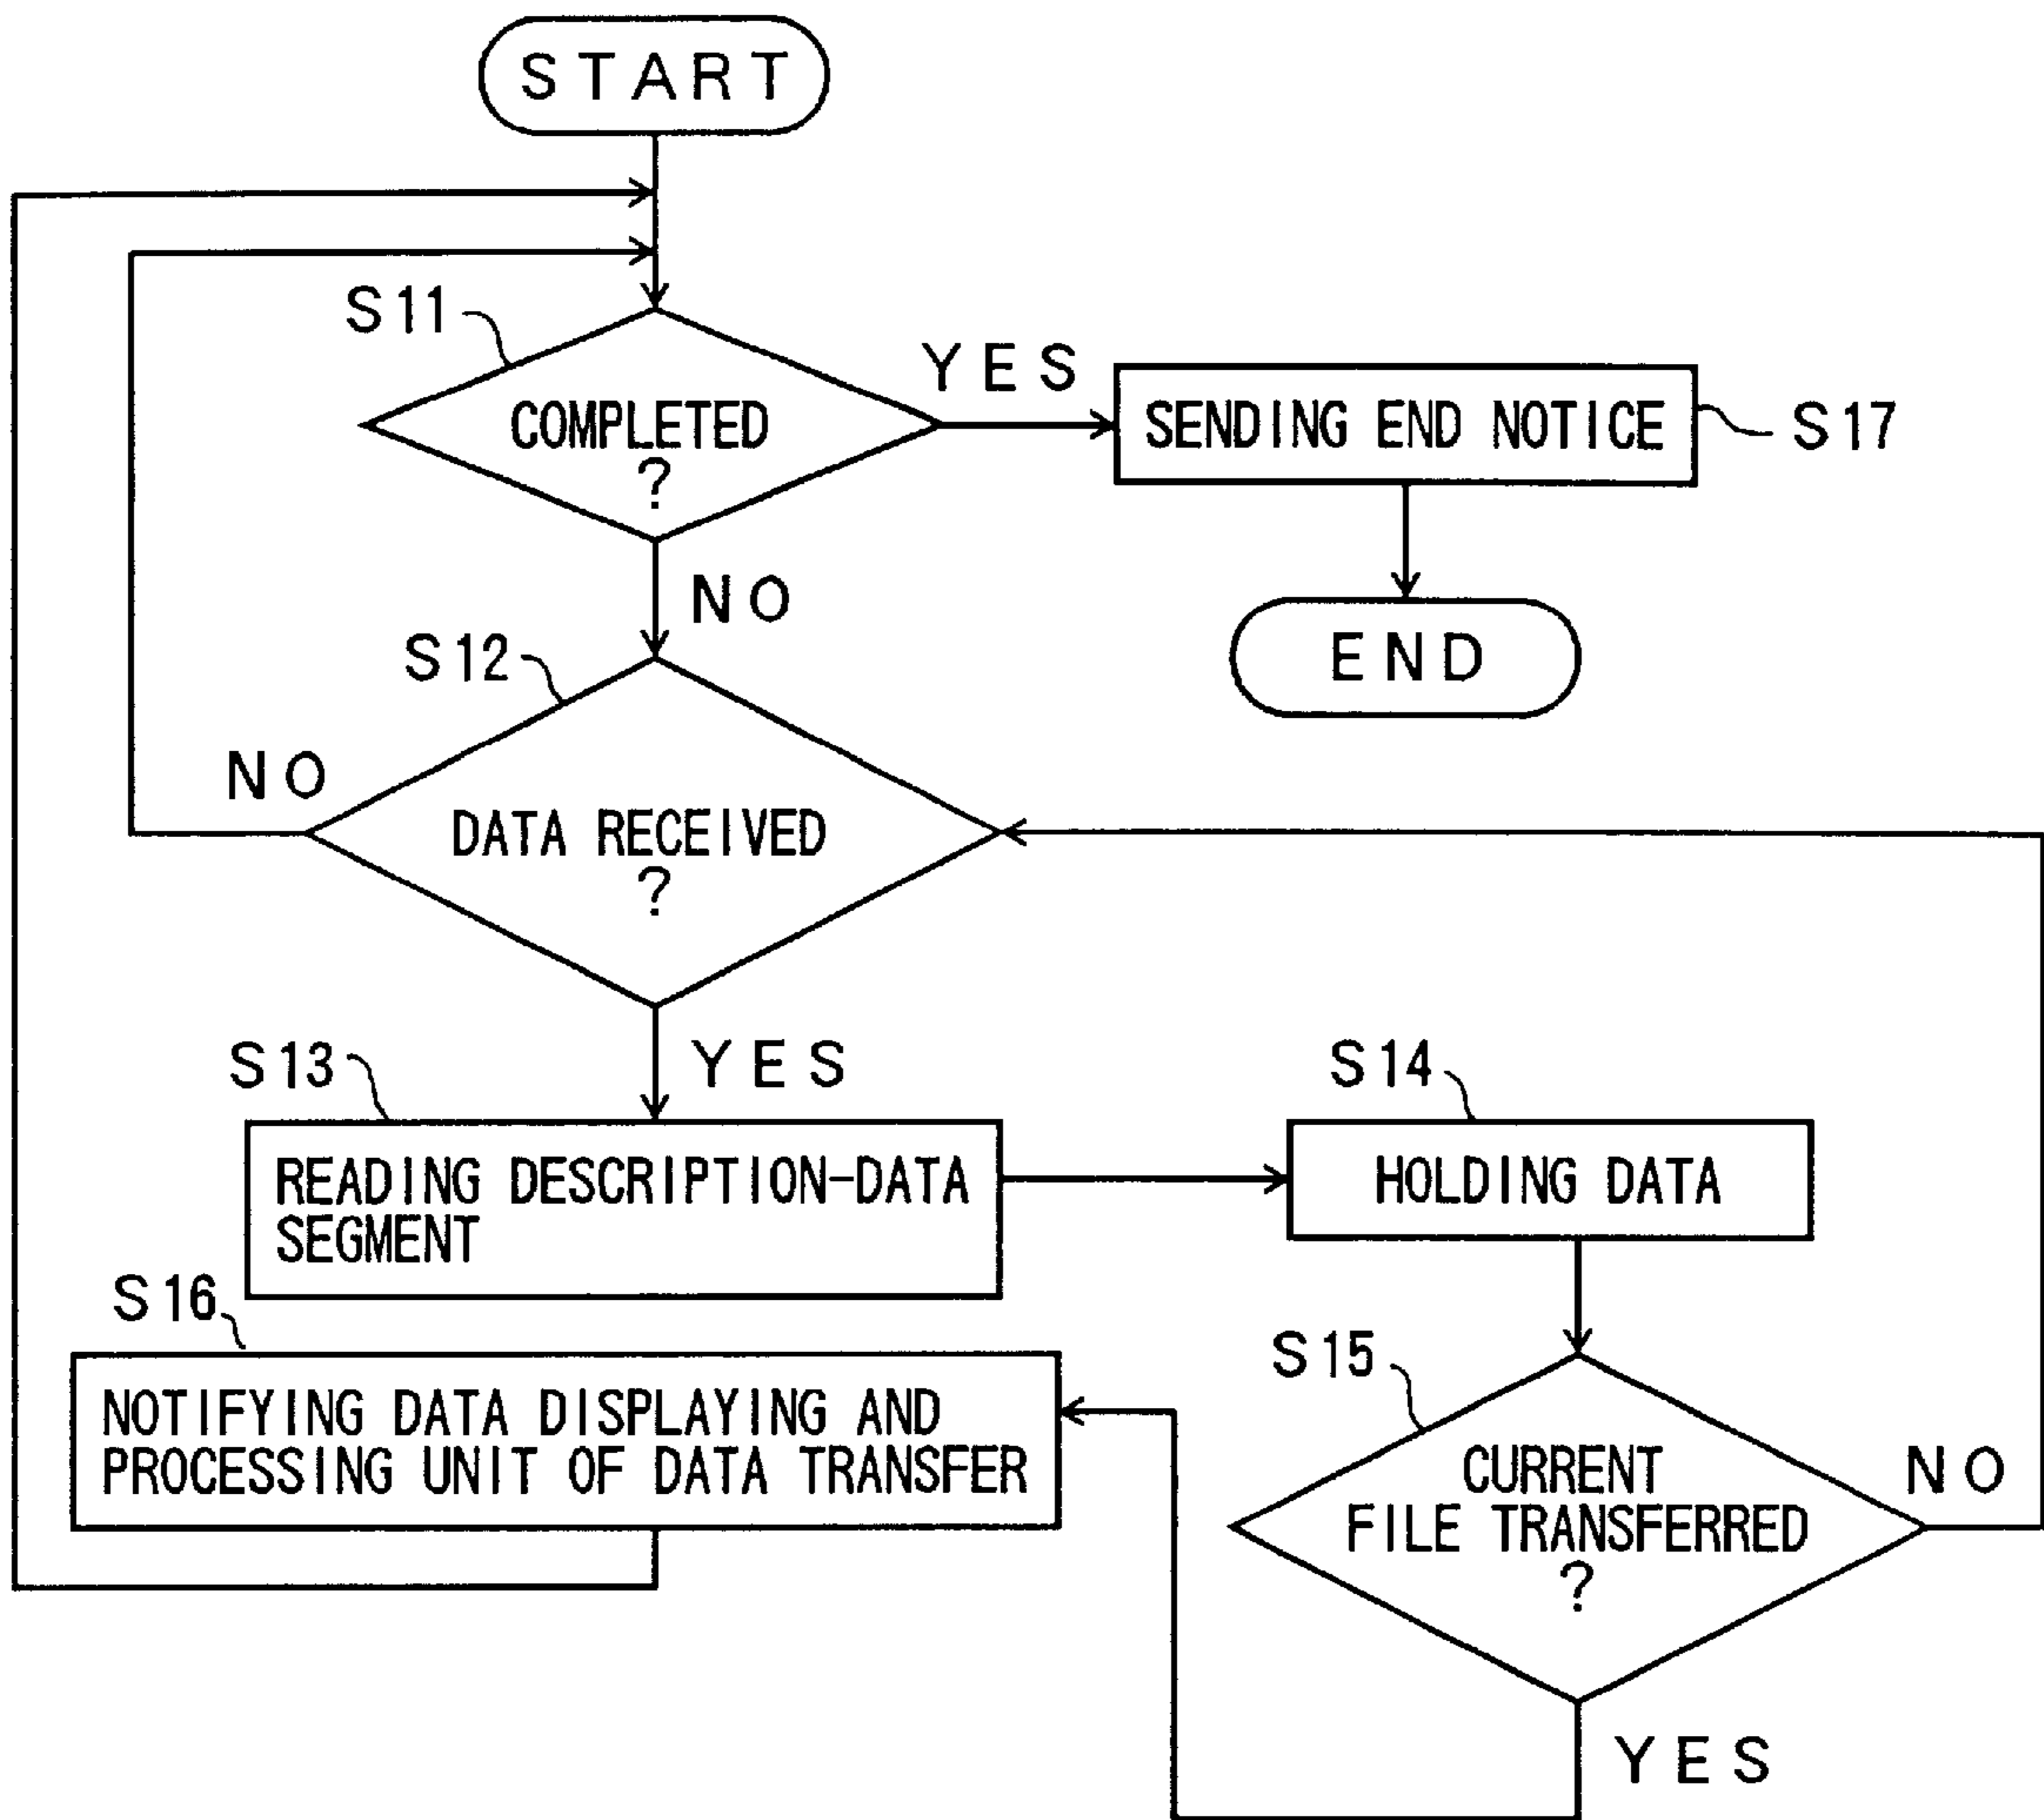 START
S11
YES
COMPLETED
?
SENDING END NOTICE
S17
NO
END
S12
NO
DATA RECEIVED
?
YES
S13
S14
READING DESCRIPTION-DATA
SEGMENT
HOLDING DATA
S16
S15
NOTIFYING DATA DISPLAYING AND
PROCESSING UNIT OF DATA TRANSFER
CURRENT
FILE TRANSFERRED
?
NO
YES